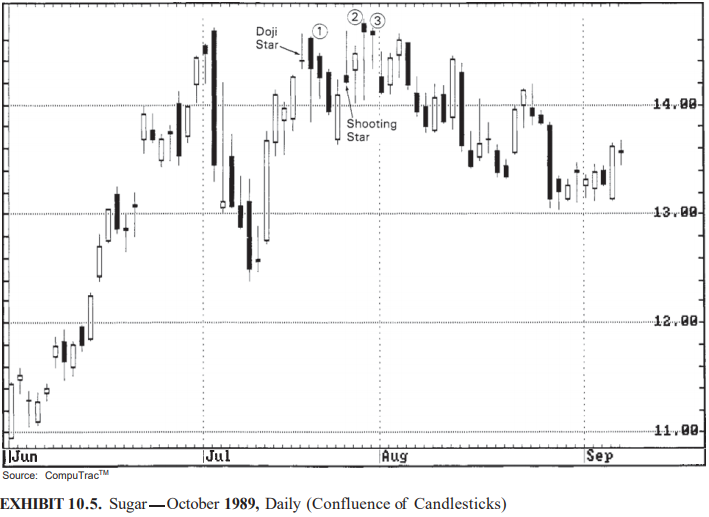 Doji
Star
1
2
3
Shooting
Star
14.00
13.00
12.00
11.00
Jun
Jul
Aug
Sep
Source: CompuTrac™
EXHIBIT 10.5. Sugar—October 1989, Daily (Confluence of Candlesticks)